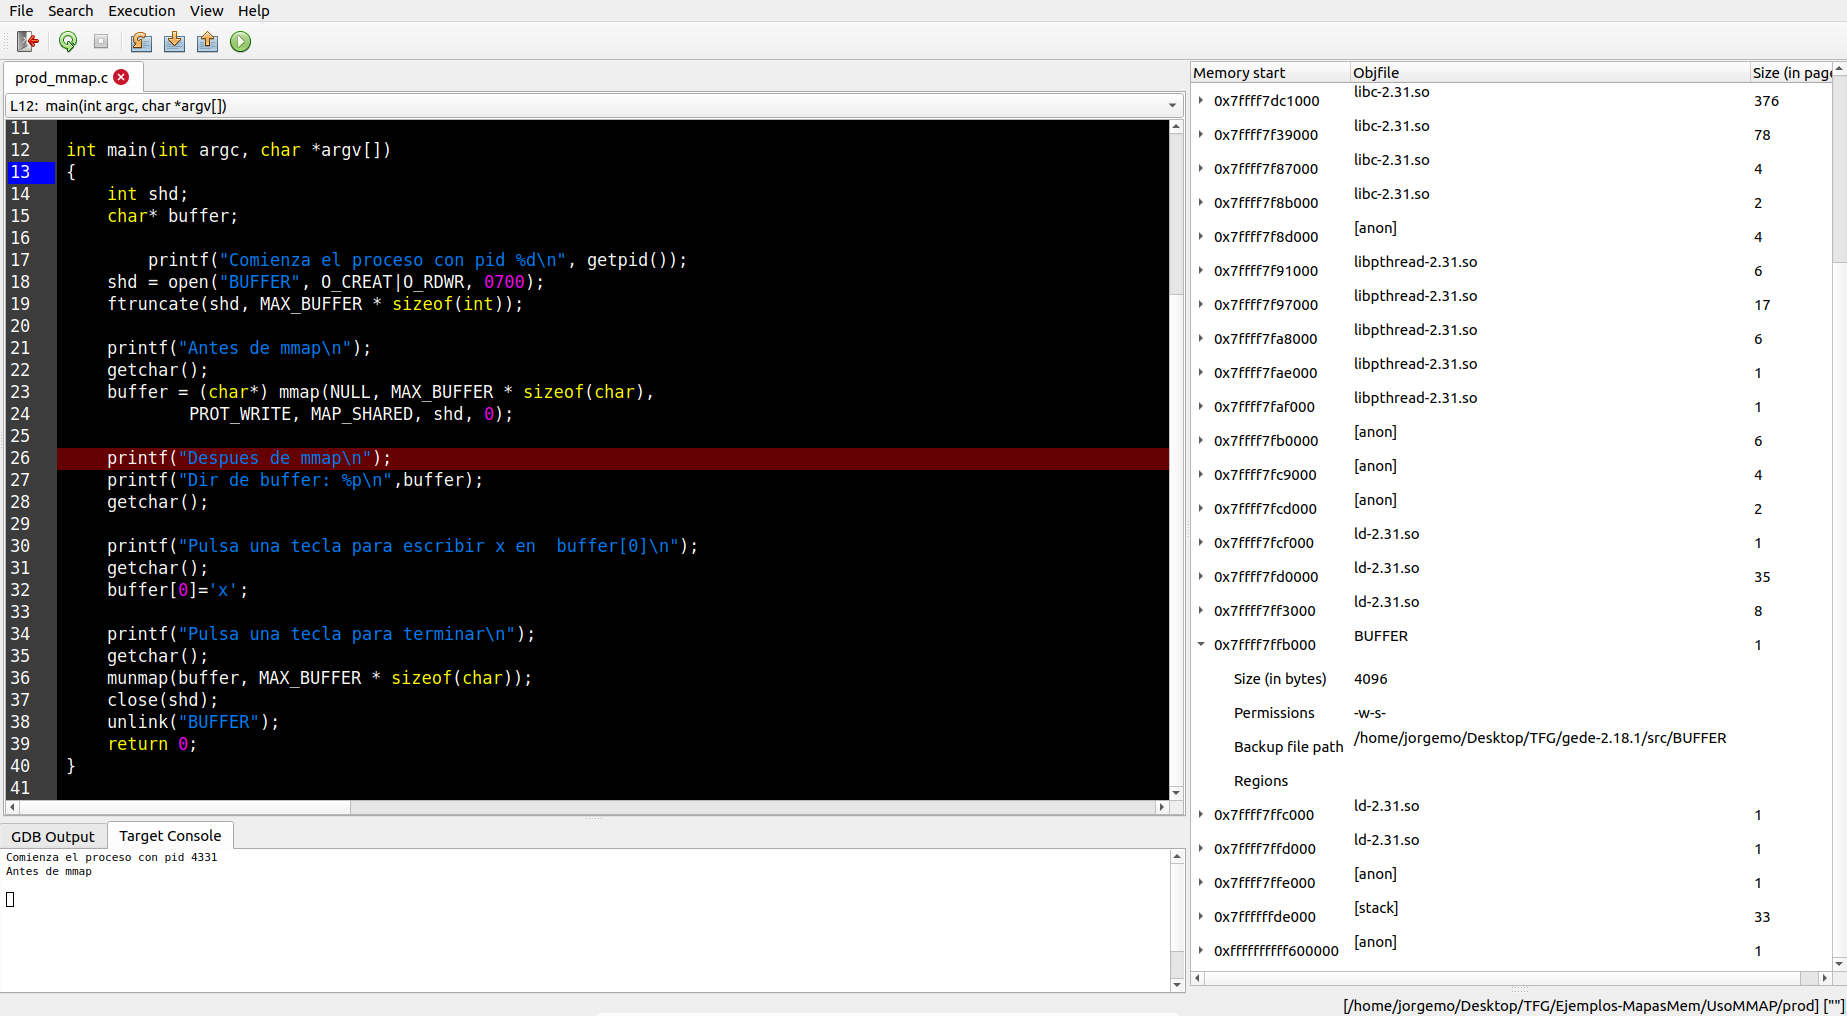 File Search Execution View Help
prod_mmap.c
L12: main(int argc, char *argv[])
11
12 int main(int argc, char *argv[])
13 {
14     int shd;
15     char* buffer;
16
17         printf("Comienza el proceso con pid %d\n", getpid());
18     shd = open("BUFFER", O_CREAT|O_RDWR, 0700);
19     ftruncate(shd, MAX_BUFFER * sizeof(int));
20
21     printf("Antes de mmap\n");
22     getchar();
23     buffer = (char*) mmap(NULL, MAX_BUFFER * sizeof(char),
24             PROT_WRITE, MAP_SHARED, shd, 0);
25
26     printf("Despues de mmap\n");
27     printf("Dir de buffer: %p\n",buffer);
28     getchar();
29
30     printf("Pulsa una tecla para escribir x en  buffer[0]\n");
31     getchar();
32     buffer[0]='x';
33
34     printf("Pulsa una tecla para terminar\n");
35     getchar();
36     munmap(buffer, MAX_BUFFER * sizeof(char));
37     close(shd);
38     unlink("BUFFER");
39     return 0;
40 }
41
GDB Output Target Console
Comienza el proceso con pid 4331
Antes de mmap
Memory start Objfile Size (in page
0x7ffff7dc1000 libc-2.31.so 376
0x7ffff7f39000 libc-2.31.so 78
0x7ffff7f87000 libc-2.31.so 4
0x7ffff7f8b000 libc-2.31.so 2
0x7ffff7f8d000 [anon] 4
0x7ffff7f91000 libpthread-2.31.so 6
0x7ffff7f97000 libpthread-2.31.so 17
0x7ffff7fa8000 libpthread-2.31.so 6
0x7ffff7fae000 libpthread-2.31.so 1
0x7ffff7faf000 libpthread-2.31.so 1
0x7ffff7fb0000 [anon] 6
0x7ffff7fc9000 [anon] 4
0x7ffff7fcd000 [anon] 2
0x7ffff7fcf000 ld-2.31.so 1
0x7ffff7fd0000 ld-2.31.so 35
0x7ffff7ff3000 ld-2.31.so 8
0x7ffff7ffb000 BUFFER 1
Size (in bytes) 4096
Permissions -w-s-
Backup file path /home/jorgemo/Desktop/TFG/gede-2.18.1/src/BUFFER
Regions
0x7ffff7ffc000 ld-2.31.so 1
0x7ffff7ffd000 ld-2.31.so 1
0x7ffff7ffe000 [anon] 1
0x7ffffffde000 [stack] 33
0xffffffffff600000 [anon] 1
[/home/jorgemo/Desktop/TFG/Ejemplos-MapasMem/UsoMMAP/prod] [""]